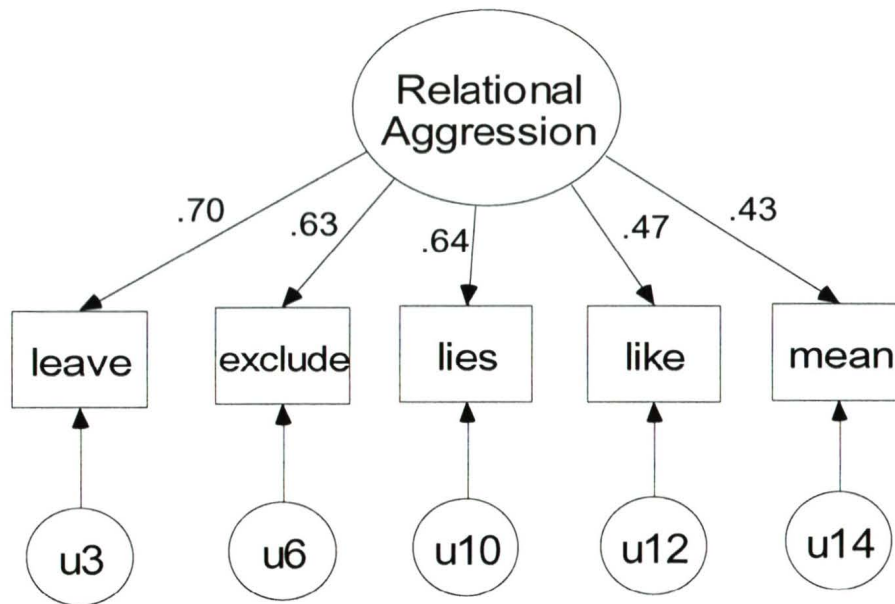 Relational
Aggression
.70
.63
.64
.47
.43
leave
exclude
lies
like
mean
u3
u6
u10
u12
u14